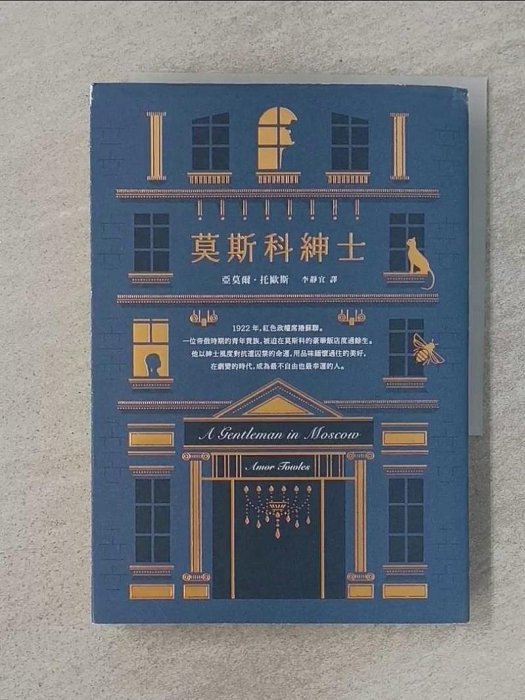 莫斯科紳士
亞莫爾・托歐斯 李靜宜 譯
1922年，紅色政權席捲蘇聯。
一位帝俄時期的青年貴族，被迫在莫斯科的豪華飯店度過餘生。
他以紳士風度對抗遭囚禁的命運，用品味緬懷過往的美好，
在劇變的時代，成為最不自由也最幸運的人。
A Gentleman in Moscow
Amor Towles